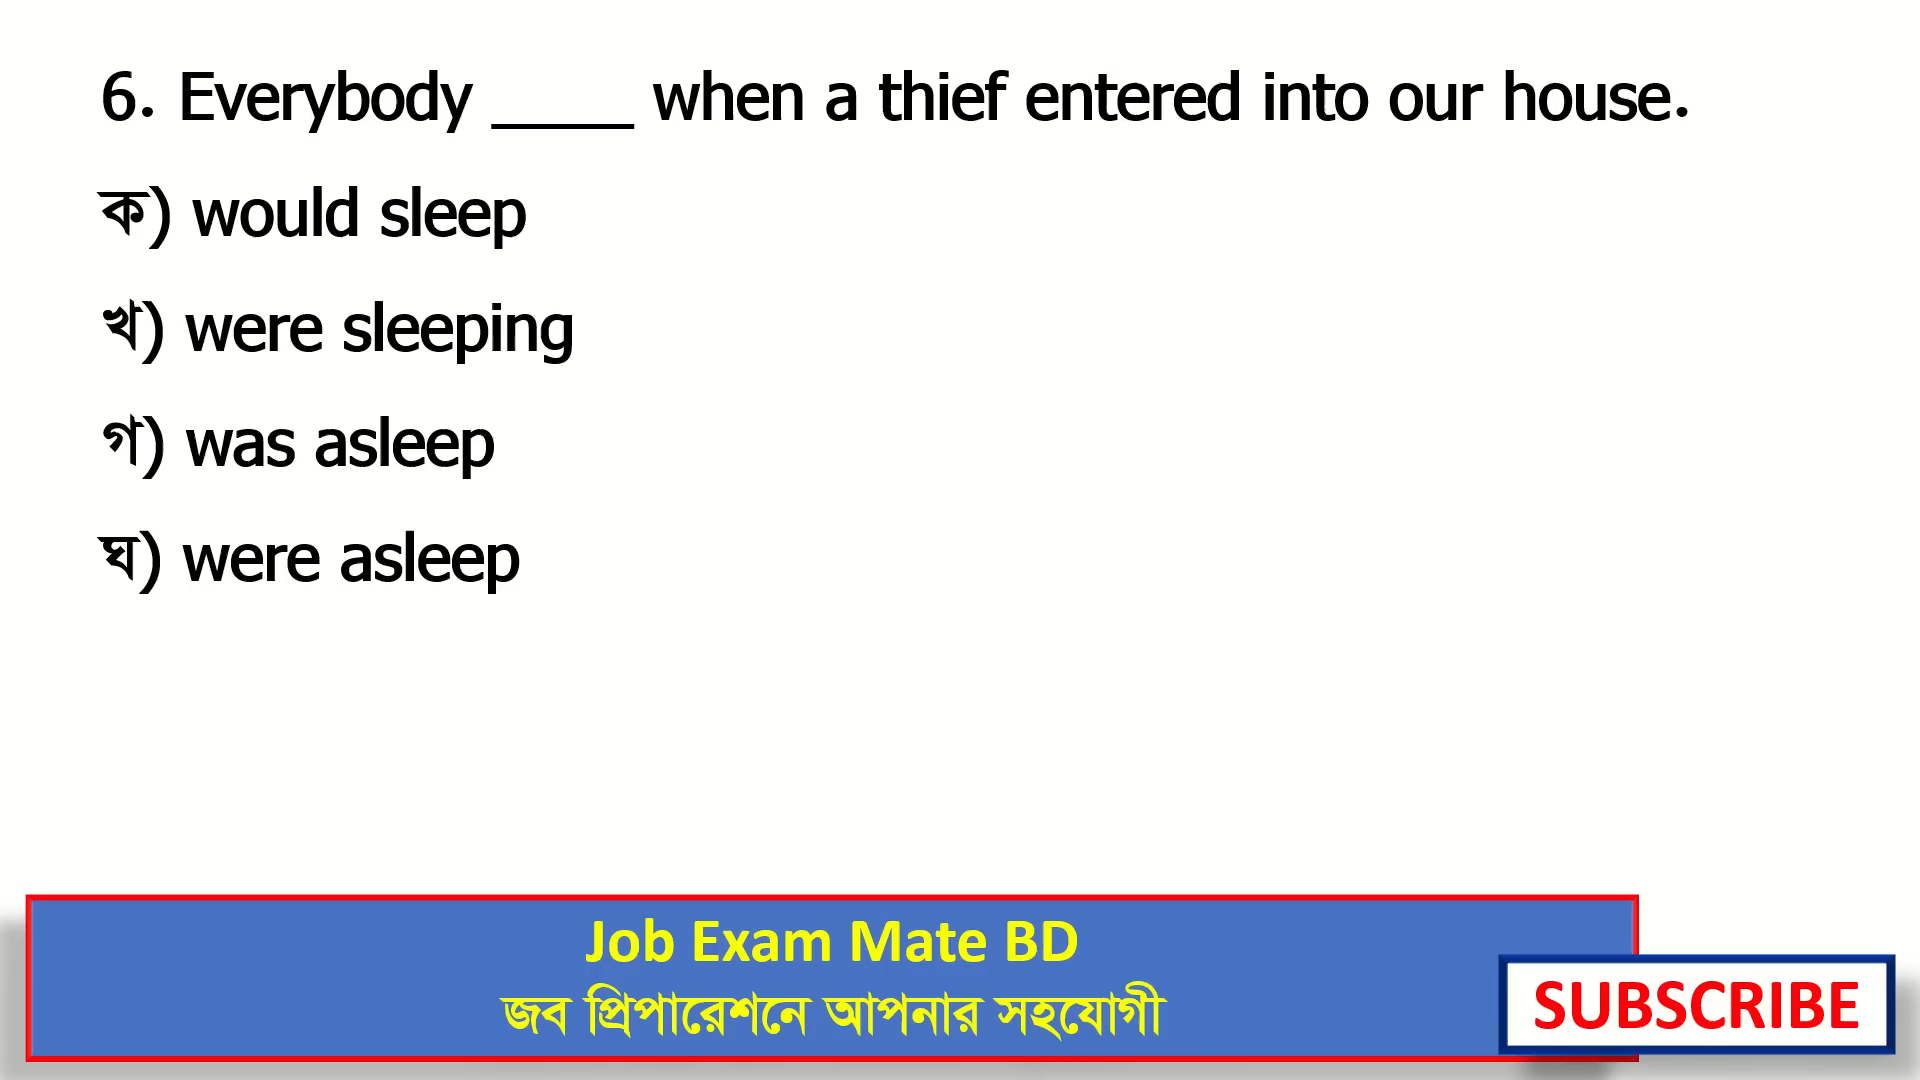 6. Everybody ____ when a thief entered into our house.
ক) would sleep
খ) were sleeping
গ) was asleep
ঘ) were asleep
Job Exam Mate BD
জব প্রিপারেশনে আপনার সহযোগী
SUBSCRIBE